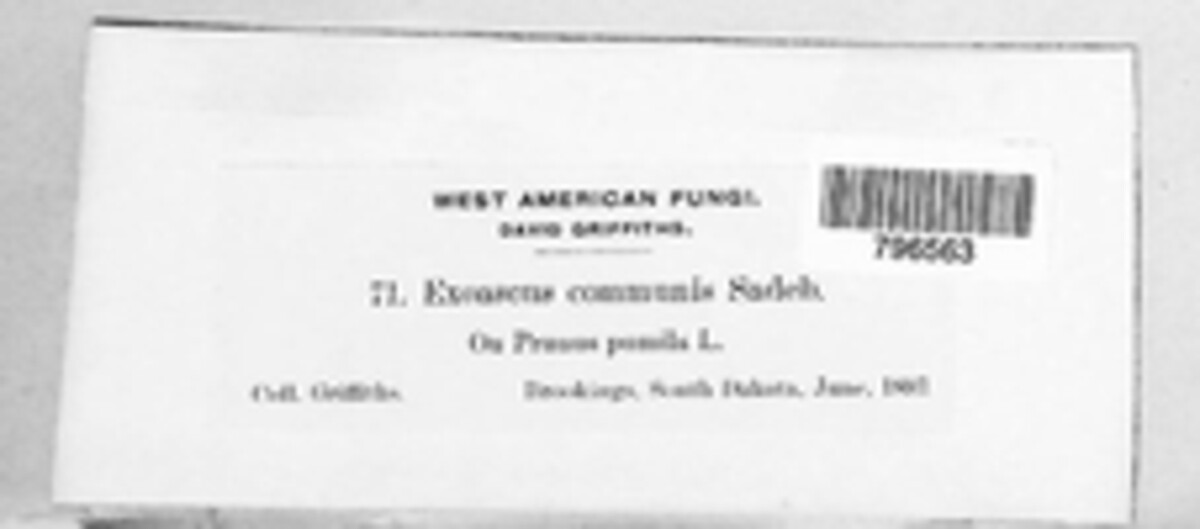 WEST AMERICAN FUNGI.
DAVID GRIFFITHS.
796563
71. Exoascus communis Sadeb.
On Prunus pumila L.
Coll. Griffiths. Brookings, South Dakota, June,